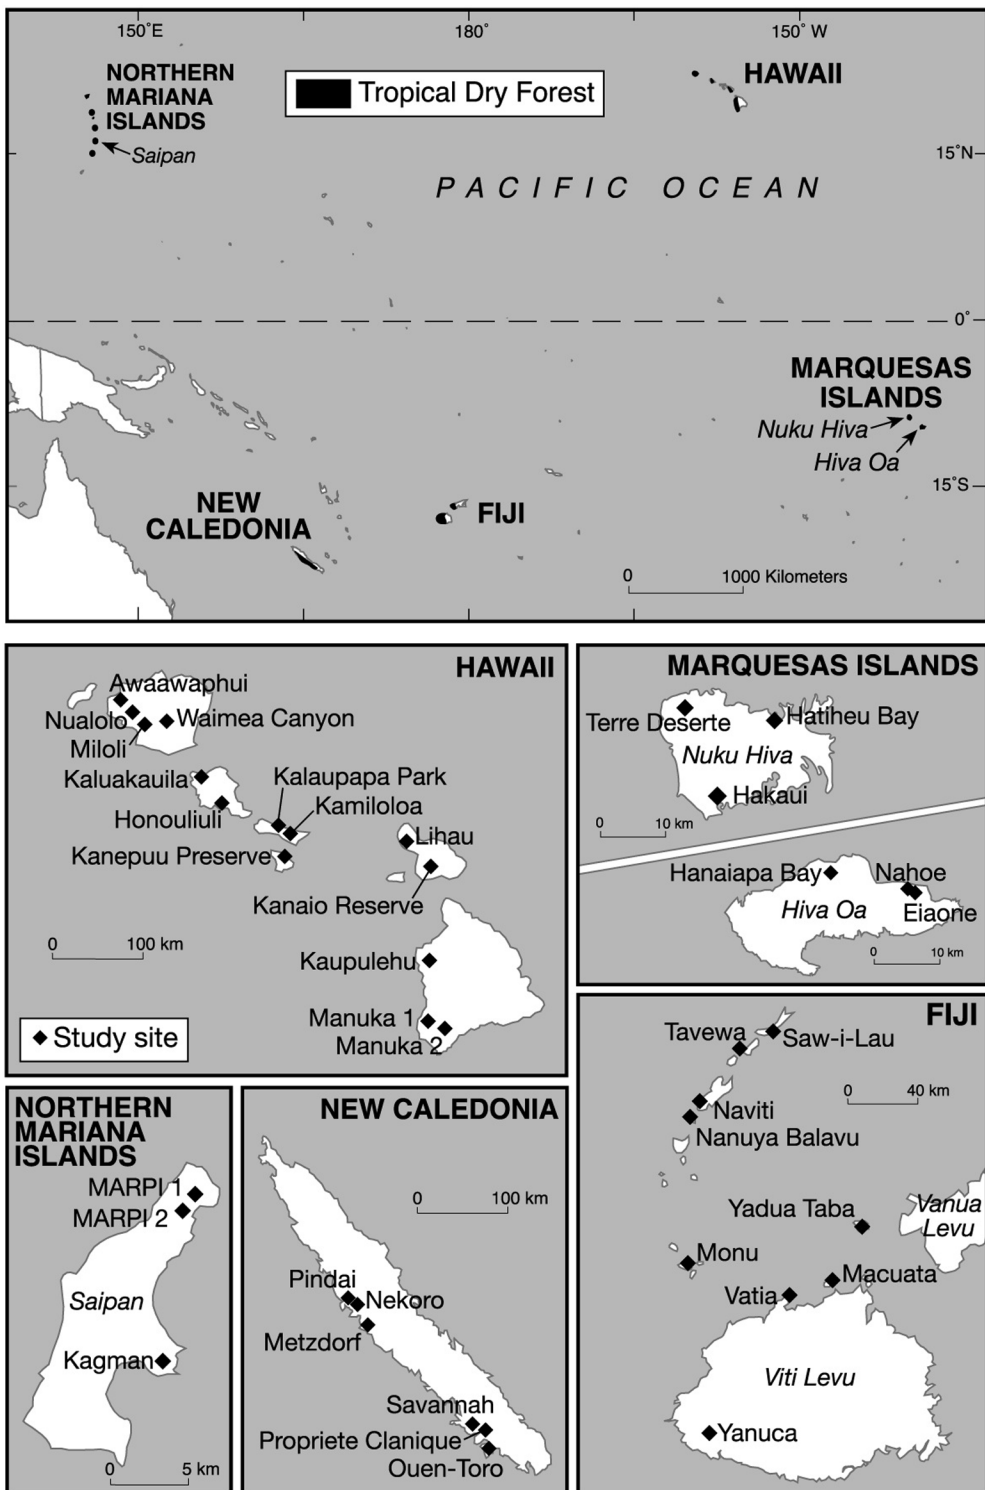 150°E
180°
150° W
NORTHERN
MARIANA
ISLANDS
Saipan
Tropical Dry Forest
HAWAII
15°N
PACIFIC OCEAN
0°
MARQUESAS
ISLANDS
Nuku Hiva
Hiva Oa
15°S
NEW
CALEDONIA
FIJI
0 1000 Kilometers
HAWAII
Awaawaphui
Nualolo
Waimea Canyon
Miloli
Kaluakauila
Kalaupapa Park
Kamiloloa
Honouliuli
Lihau
Kanepuu Preserve
Kanaio Reserve
0 100 km
Kaupulehu
Manuka 1
Manuka 2
Study site
MARQUESAS ISLANDS
Terre Deserte
Hatiheu Bay
Nuku Hiva
Hakaui
0 10 km
Hanaiapa Bay
Nahoe
Hiva Oa
Eiaone
0 10 km
NORTHERN
MARIANA
ISLANDS
MARPI 1
MARPI 2
Saipan
Kagman
0 5 km
NEW CALEDONIA
0 100 km
Pindai
Nekoro
Metzdorf
Savannah
Propriete Clanique
Ouen-Toro
FIJI
Tavewa
Saw-i-Lau
0 40 km
Naviti
Nanuya Balavu
Yadua Taba
Vanua
Levu
Monu
Macuata
Vatia
Viti Levu
Yanuca